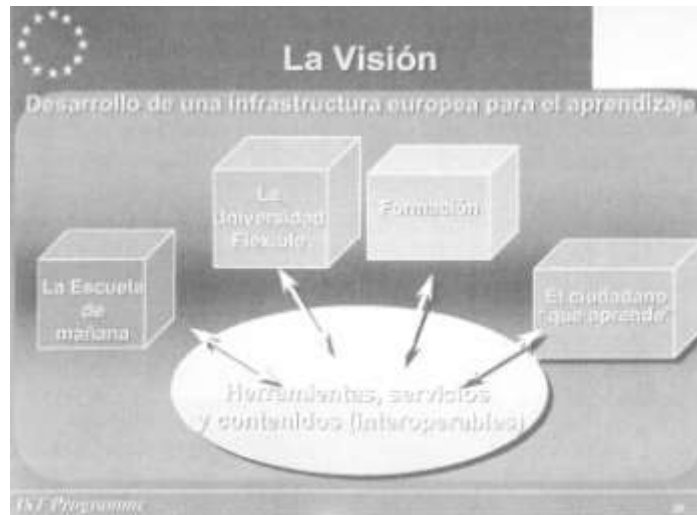 La Visión
Desarrollo de una infrastructura europea para el aprendizaje
La
Universidad
Flexible.
Formación
La Escuela
de
mañana
El ciudadano
"que aprende"
Herramientas, servicios
y contenidos (interoperables)
IST Programme